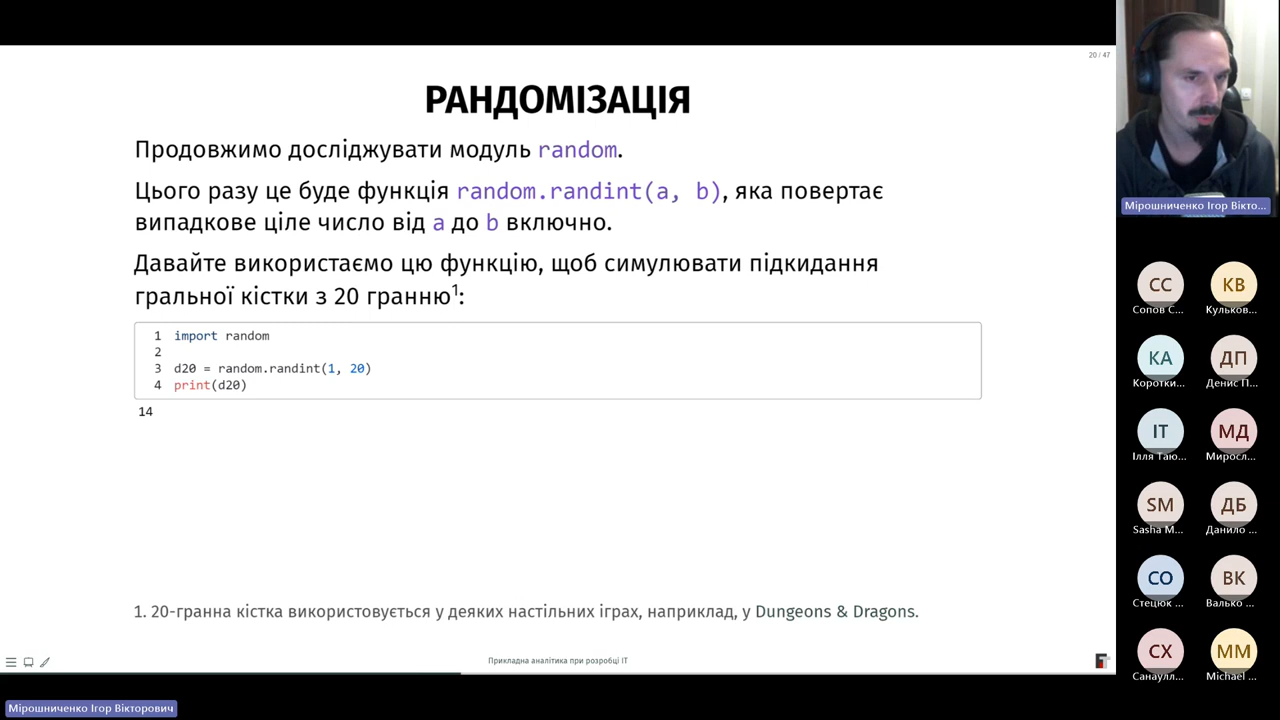 20 / 47
РАНДОМІЗАЦІЯ
Продовжимо досліджувати модуль random.
Цього разу це буде функція random.randint(a, b), яка повертає
випадкове ціле число від a до b включно.
Давайте використаємо цю функцію, щоб симулювати підкидання
гральної кістки з 20 гранню1:
1 import random
2
3 d20 = random.randint(1, 20)
4 print(d20)
14
1. 20-гранна кістка використовується у деяких настільних іграх, наприклад, у Dungeons & Dragons.
Прикладна аналітика при розробці IT
Мірошниченко Ігор Вікторович
Мірошниченко Ігор Вікто...
СС КВ
Сопов С... Кульков...
КА ДП
Коротки... Денис П...
ІТ МД
Ілля Таю... Миросл...
SM ДБ
Sasha M... Данило ...
СО ВК
Стецюк ... Валько ...
СХ ММ
Санаулл... Michael ...